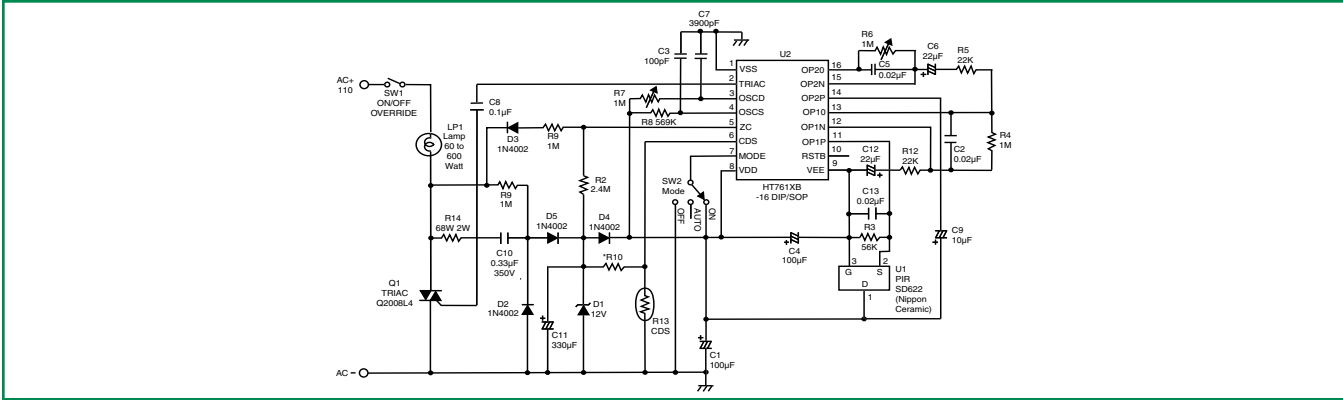 C7
3900pF
C3
100pF
U2
R6
1M
C6
22µF
R5
22K
C5
0.02µF
AC+
110
SW1
ON/OFF
OVERRIDE
C8
0.1µF
R7
1M
R8 569K
1 VSS
2 TRIAC
3 OSCD
4 OSCS
5 ZC
6 CDS
7 MODE
8 VDD
OP20 16
OP2N 15
OP2P 14
OP10 13
OP1N 12
OP1P 11
RSTB 10
VEE 9
HT761XB
-16 DIP/SOP
LP1
Lamp
60 to
600
Watt
D3
1N4002
R9
1M
R4
1M
C2
0.02µF
C12
22µF
R12
22K
R2
2.4M
SW2
Mode
OFF
AUTO
ON
R9
1M
C13
0.02µF
R14
68W 2W
D5
1N4002
D4
1N4002
R3
56K
C9
10µF
C10
0.33µF
350V
*R10
C4
100µF
3 2
G S
D
1
U1
PIR
SD622
(Nippon
Ceramic)
Q1
TRIAC
Q2008L4
D2
1N4002
C11
330µF
D1
12V
R13
CDS
C1
100µF
AC -